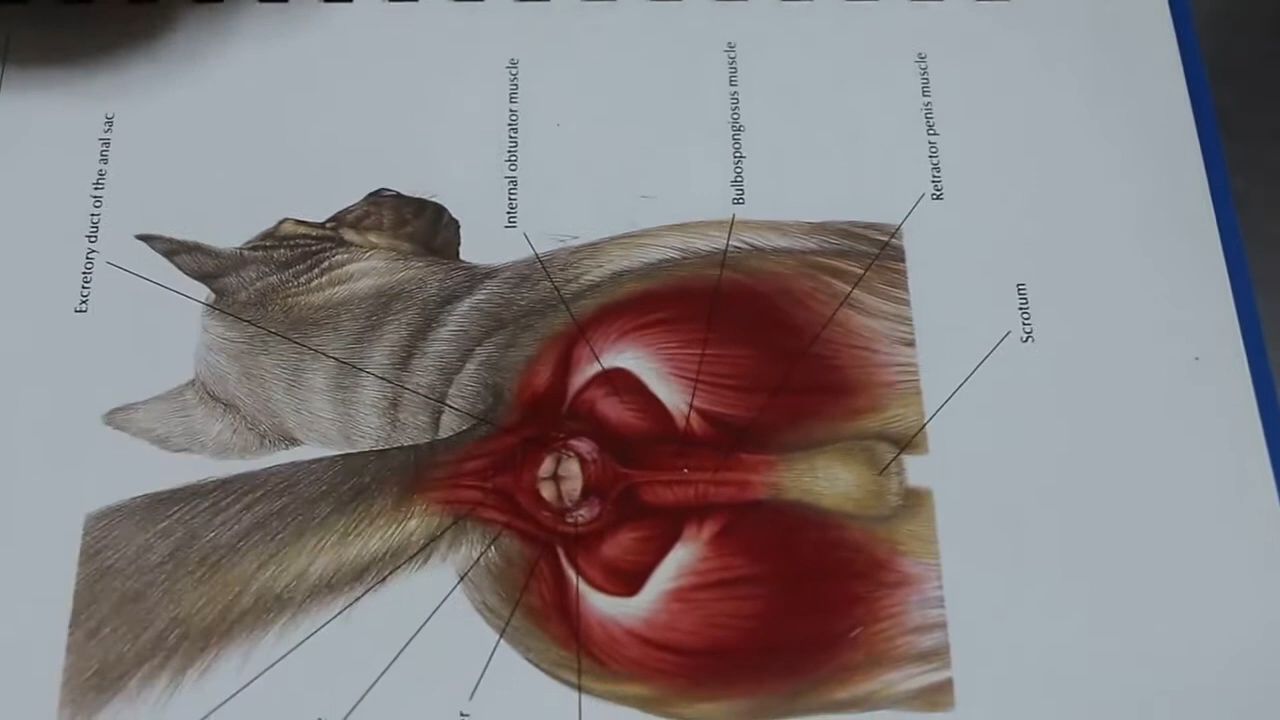 Excretory duct of the anal sac
Internal obturator muscle
Bulbospongiosus muscle
Retractor penis muscle
Scrotum